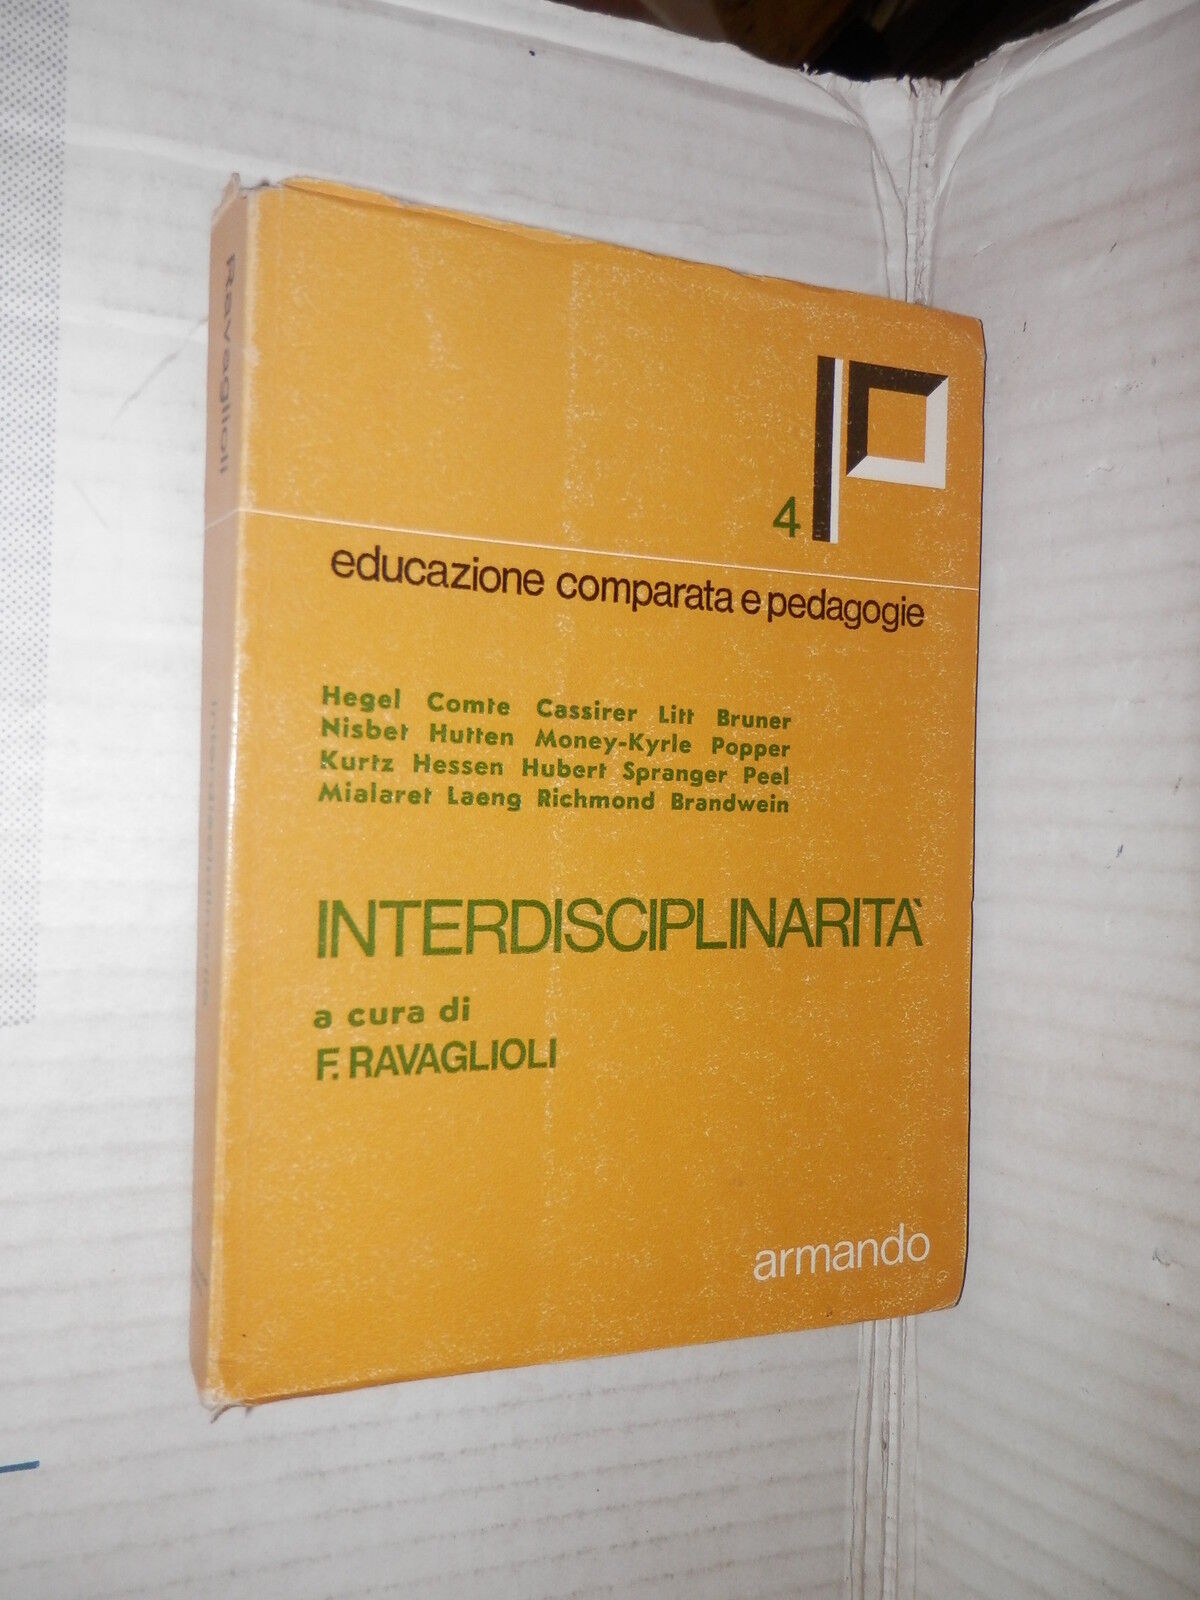 4
educazione comparata e pedagogie
Hegel Comte Cassirer Litt Bruner
Nisbet Hutten Money-Kyrle Popper
Kurtz Hessen Hubert Spranger Peel
Mialaret Laeng Richmond Brandwein
INTERDISCIPLINARITA'
a cura di
F. RAVAGLIOLI
armando
Ravaglioli
Interdisciplinarità